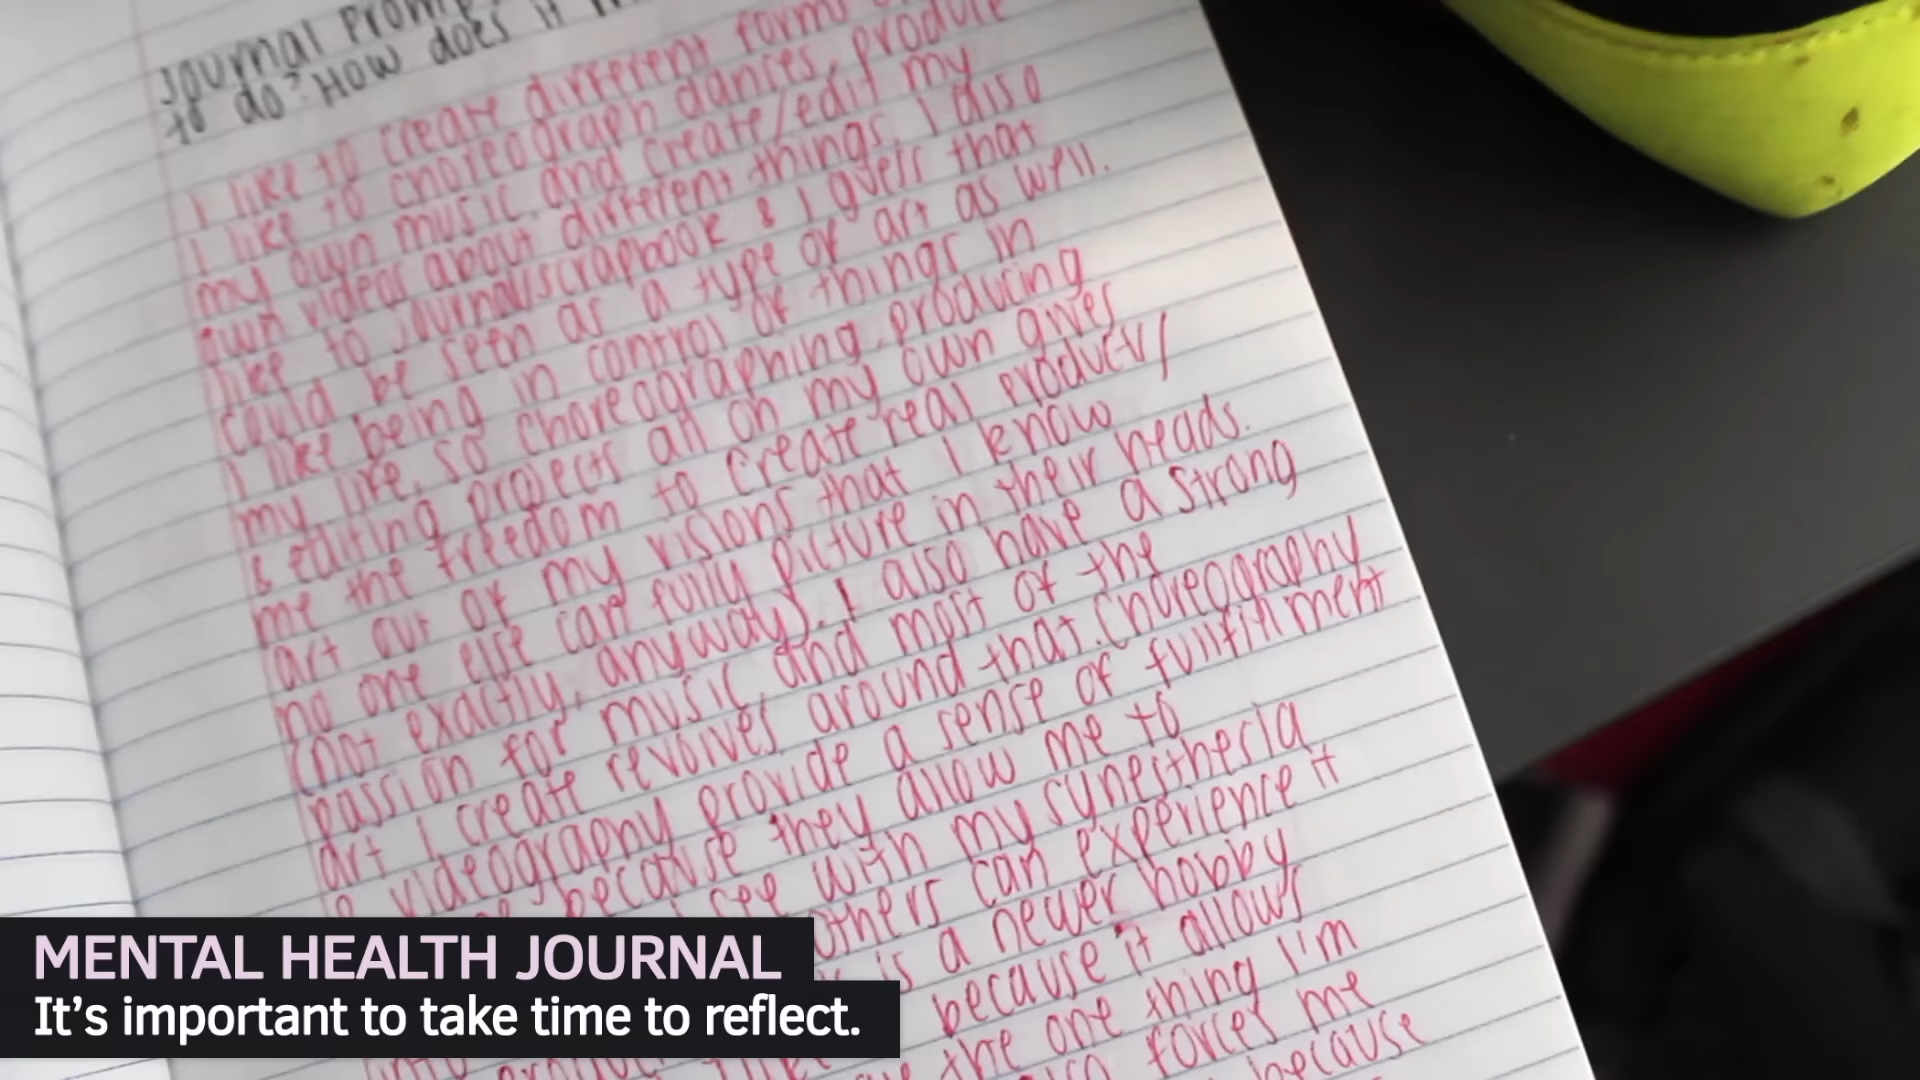 Journal Promp
to do? How does it m
I like to create different forms
I like to choreograph dances, produce
my own music, and create/edit my
own videos about different things. I also
like to journal/scrapbook & I guess that
could be seen as a type of art as well.
I like being in control of things in
my life, so choreographing, producing
& editing projects all on my own gives
me the freedom to create real products/
art out of my visions that I know
no one else can fully picture in their heads.
(not exactly, anyway). I also have a strong
passion for music, and most of the
art I create revolves around that. Choreography
& videography provide a sense of fullfillment
because they allow me to
see with my synesthesia
others can experience it
is a newer hobby
because it allows
the one thing I'm
forces me
because
MENTAL HEALTH JOURNAL
It's important to take time to reflect.